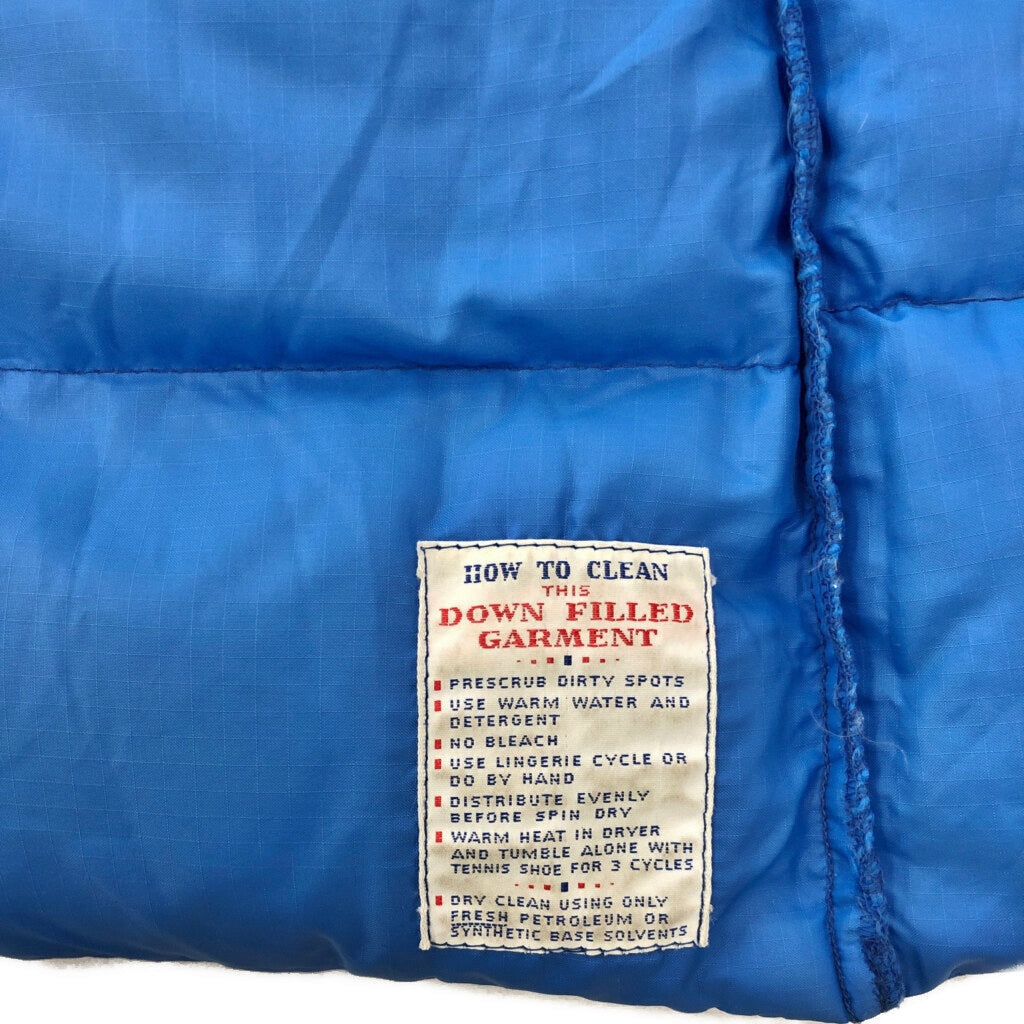 HOW TO CLEAN
THIS
DOWN FILLED
GARMENT
PRESCRUB DIRTY SPOTS
USE WARM WATER AND
DETERGENT
NO BLEACH
USE LINGERIE CYCLE OR
DO BY HAND
DISTRIBUTE EVENLY
BEFORE SPIN DRY
WARM HEAT IN DRYER
AND TUMBLE ALONE WITH
TENNIS SHOE FOR 3 CYCLES
DRY CLEAN USING ONLY
FRESH PETROLEUM OR
SYNTHETIC BASE SOLVENTS